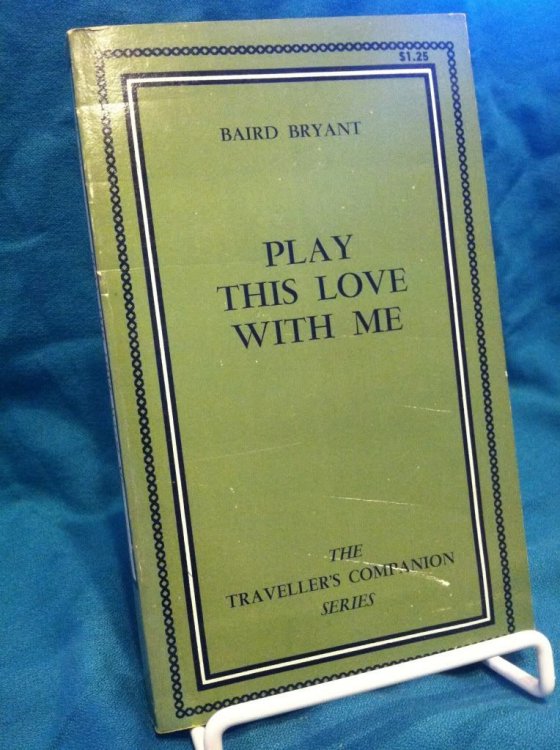 $1.25
BAIRD BRYANT
PLAY
THIS LOVE
WITH ME
THE
TRAVELLER'S COMPANION
SERIES